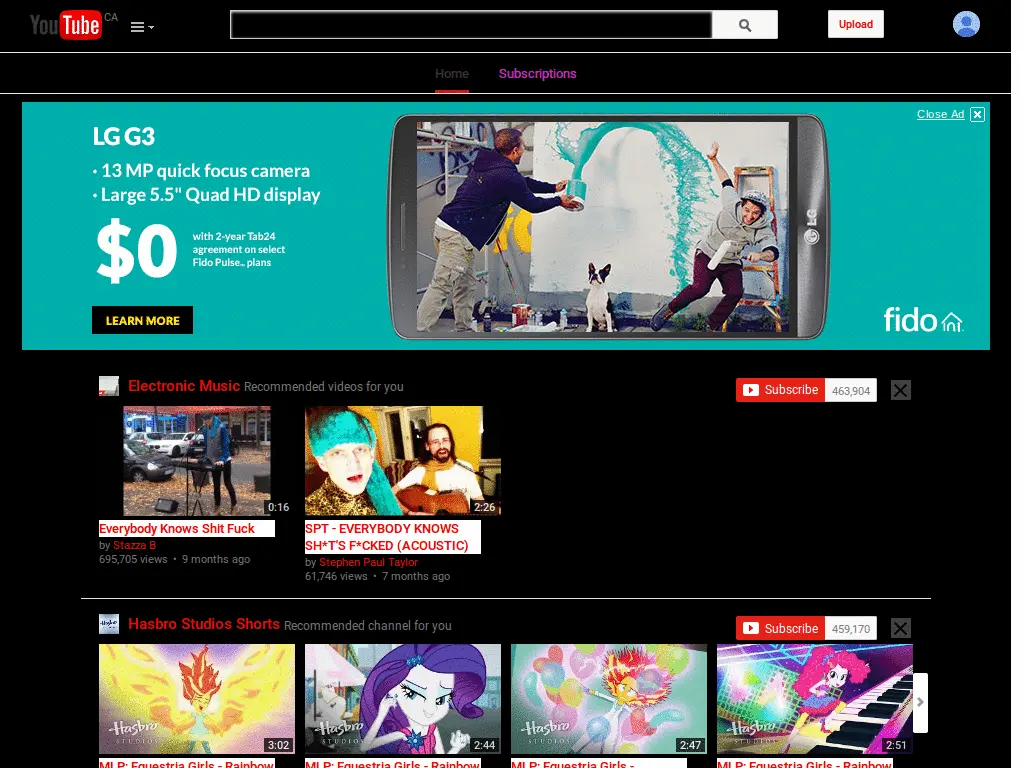 YouTube CA
Upload
Home Subscriptions
Close Ad
LG G3
· 13 MP quick focus camera
· Large 5.5" Quad HD display
$0
with 2-year Tab24
agreement on select
Fido Pulse™ plans
LEARN MORE
LG
fido
Electronic Music Recommended videos for you
Subscribe 463,904
0:16
2:26
Everybody Knows Shit Fuck
by Stazza B
695,705 views • 9 months ago
SPT - EVERYBODY KNOWS
SH*T'S F*CKED (ACOUSTIC)
by Stephen Paul Taylor
61,746 views • 7 months ago
Hasbro Studios Shorts Recommended channel for you
Subscribe 459,170
Hasbro
STUDIOS
3:02
Hasbro
STUDIOS
2:44
Hasbro
STUDIOS
2:47
Hasbro
STUDIOS
2:51
MLP: Equestria Girls - Rainbow
MLP: Equestria Girls - Rainbow
MLP: Equestria Girls -
MLP: Equestria Girls - Rainbow